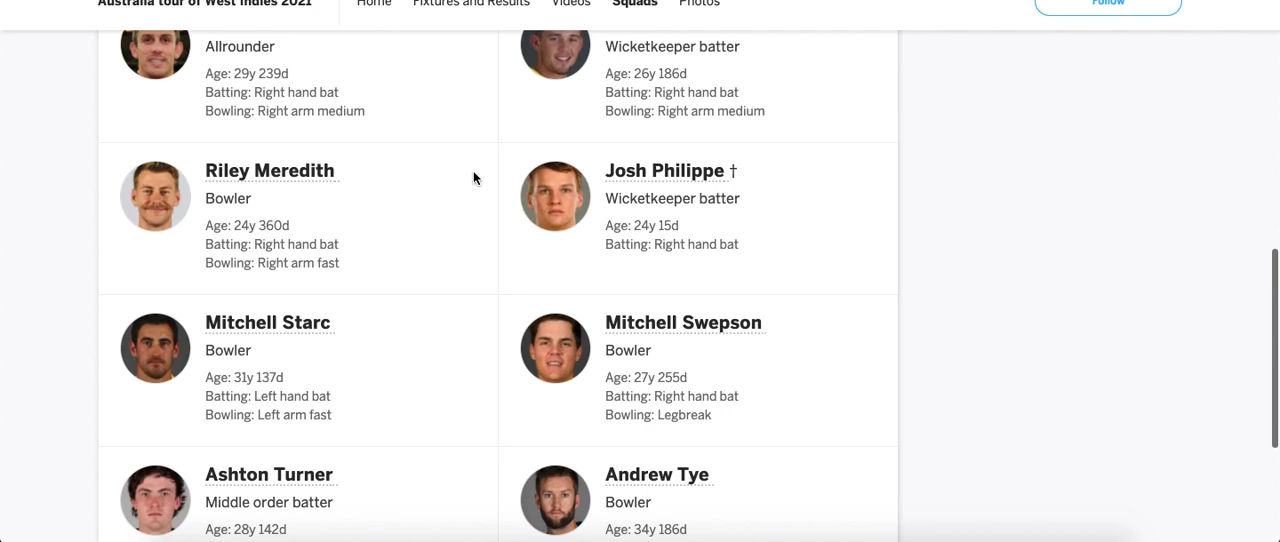 Australia tour of West Indies 2021
Home
Fixtures and Results
Videos
Squads
Photos
Follow
Allrounder
Age: 29y 239d
Batting: Right hand bat
Bowling: Right arm medium
Wicketkeeper batter
Age: 26y 186d
Batting: Right hand bat
Bowling: Right arm medium
Riley Meredith
Bowler
Age: 24y 360d
Batting: Right hand bat
Bowling: Right arm fast
Josh Philippe †
Wicketkeeper batter
Age: 24y 15d
Batting: Right hand bat
Mitchell Starc
Bowler
Age: 31y 137d
Batting: Left hand bat
Bowling: Left arm fast
Mitchell Swepson
Bowler
Age: 27y 255d
Batting: Right hand bat
Bowling: Legbreak
Ashton Turner
Middle order batter
Age: 28y 142d
Andrew Tye
Bowler
Age: 34y 186d